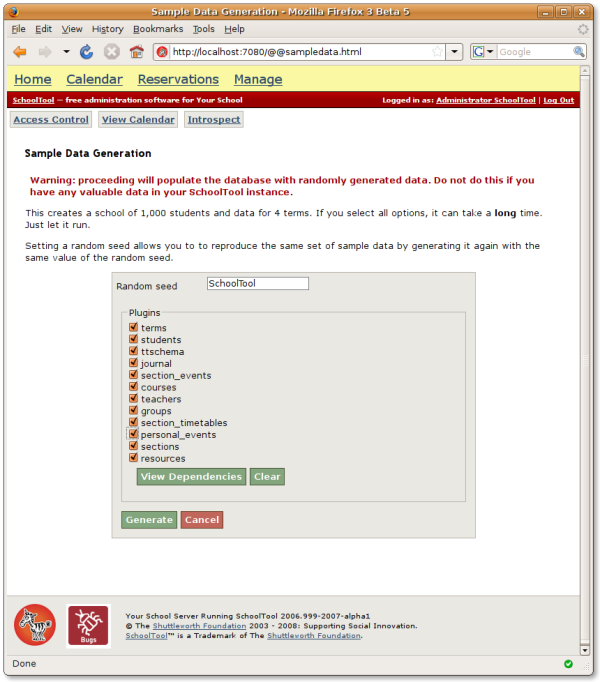 Sample Data Generation - Mozilla Firefox 3 Beta 5
File Edit View History Bookmarks Tools Help
http://localhost:7080/@@sampledata.html
G Google
Home Calendar Reservations Manage
SchoolTool — free administration software for Your School
Logged in as: Administrator SchoolTool | Log Out
Access Control View Calendar Introspect
Sample Data Generation
Warning: proceeding will populate the database with randomly generated data. Do not do this if you
have any valuable data in your SchoolTool instance.
This creates a school of 1,000 students and data for 4 terms. If you select all options, it can take a long time.
Just let it run.
Setting a random seed allows you to to reproduce the same set of sample data by generating it again with the
same value of the random seed.
Random seed SchoolTool
Plugins
terms
students
ttschema
journal
section_events
courses
teachers
groups
section_timetables
personal_events
sections
resources
View Dependencies Clear
Generate Cancel
Bugs
Your School Server Running SchoolTool 2006.999-2007-alpha1
© The Shuttleworth Foundation 2003 - 2008: Supporting Social Innovation.
SchoolTool™ is a Trademark of The Shuttleworth Foundation.
Done